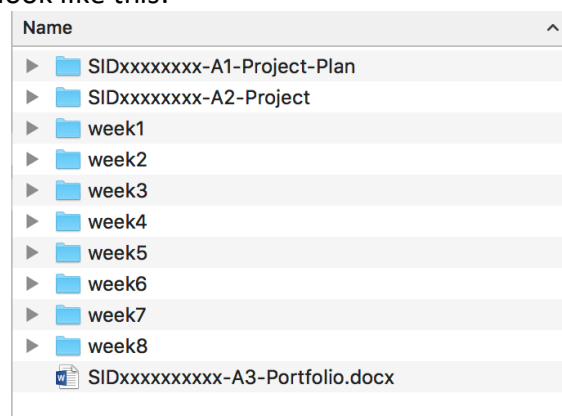 look like this:
Name
SIDxxxxxxxx-A1-Project-Plan
SIDxxxxxxxx-A2-Project
week1
week2
week3
week4
week5
week6
week7
week8
SIDxxxxxxxxxx-A3-Portfolio.docx